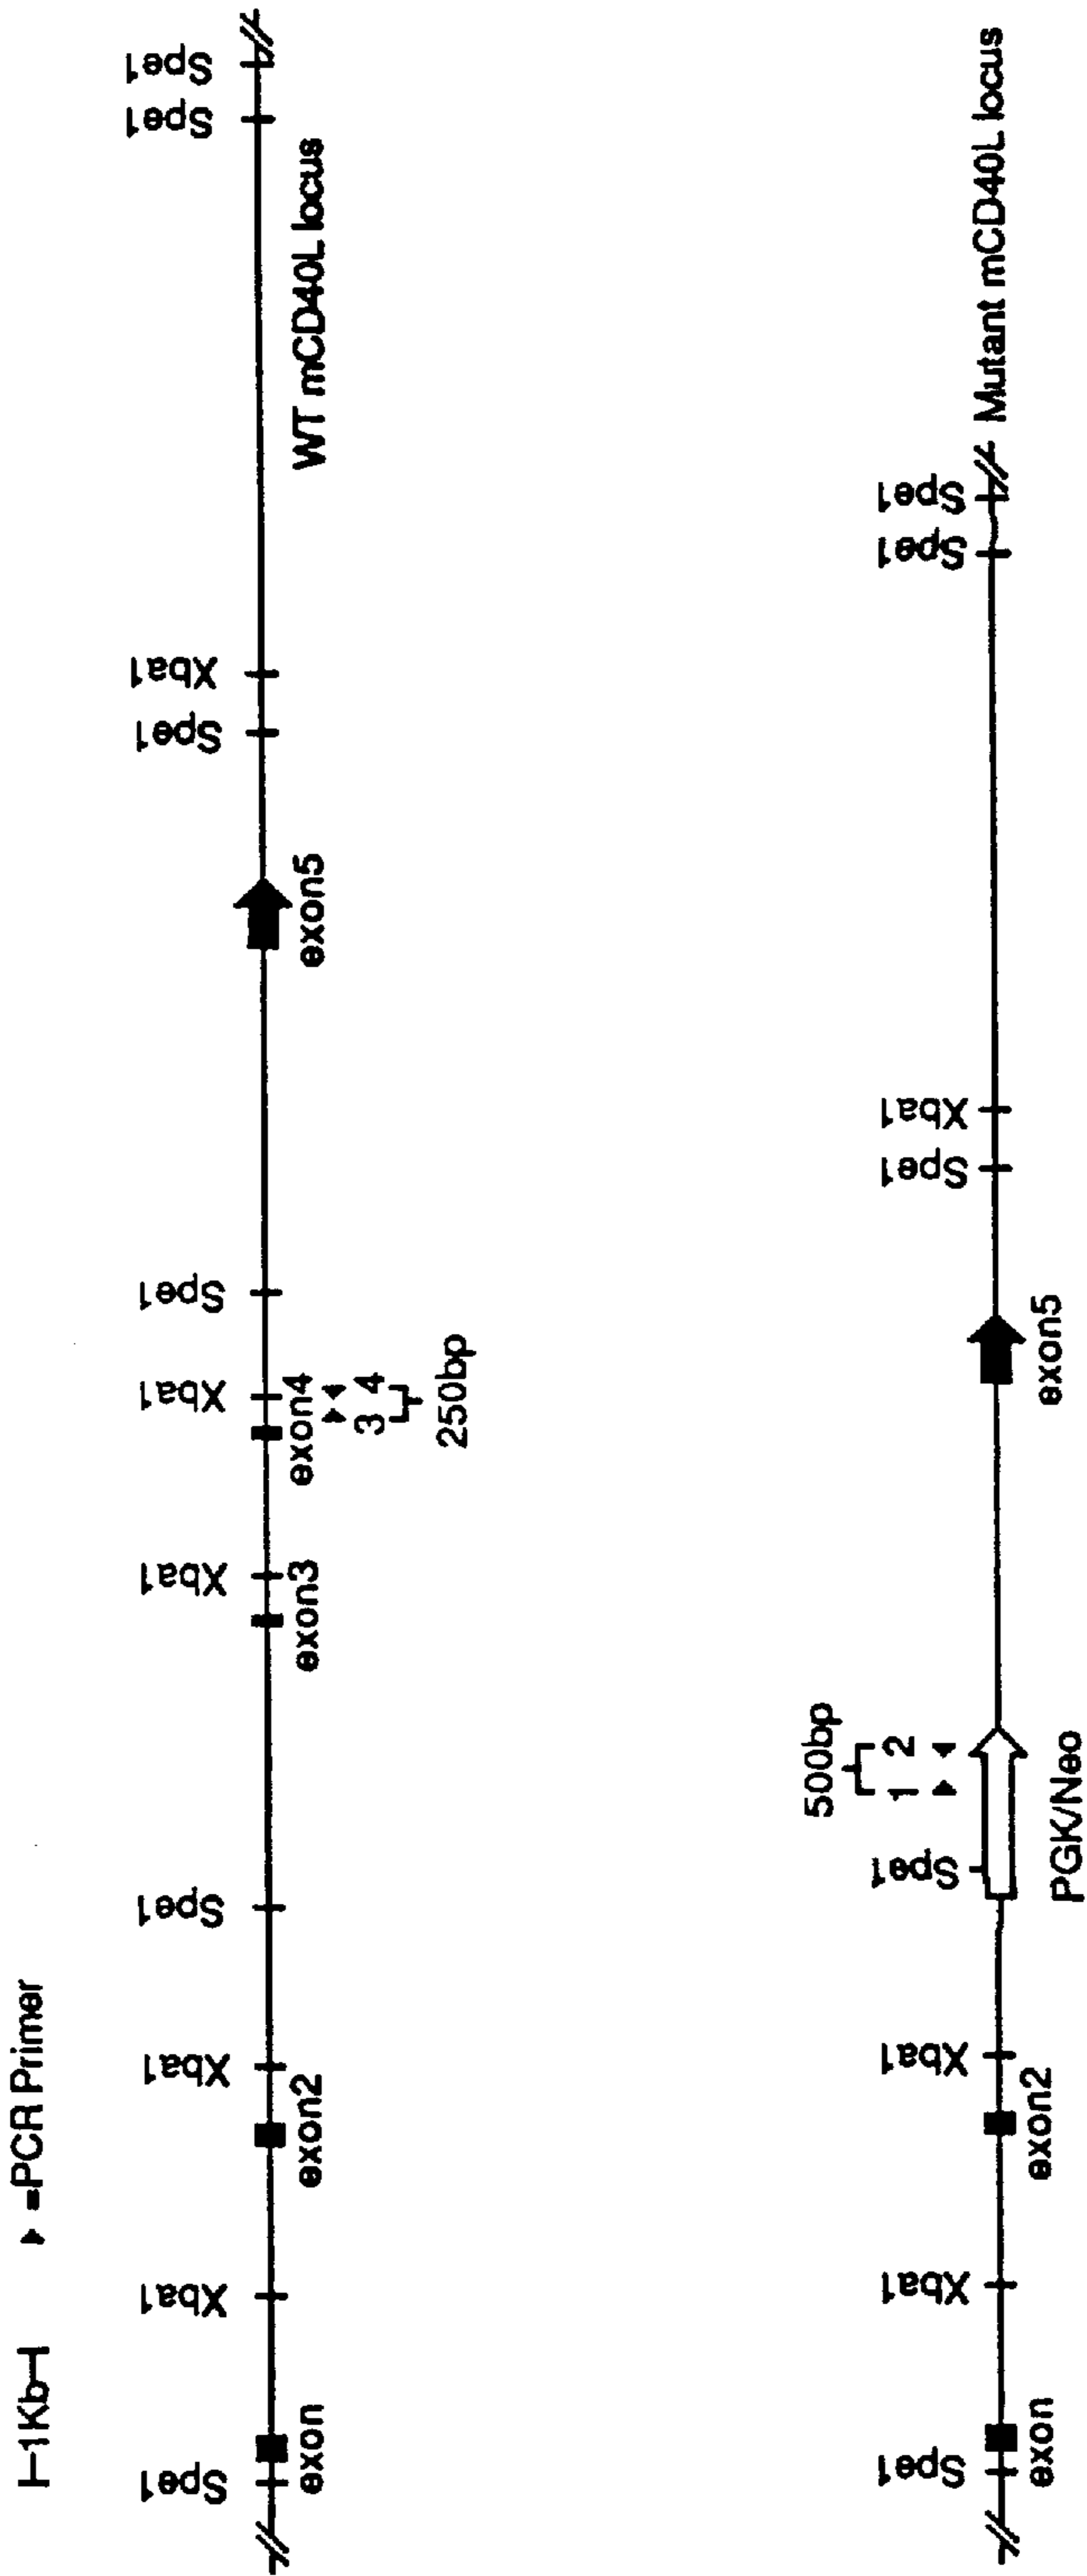 1Kb
=PCR Primer
Spe1
Xba1
Xba1
Spe1
Xba1
Xba1
Spe1
Spe1
Xba1
Spe1
Spe1
exon
exon2
exon3
exon4
exon5
3 4
250bp
WT mCD40L locus
500bp
1 2
Spe1
Xba1
Xba1
Spe1
Spe1
Xba1
Spe1
Spe1
Mutant mCD40L locus
exon
exon2
PGK/Neo
exon5